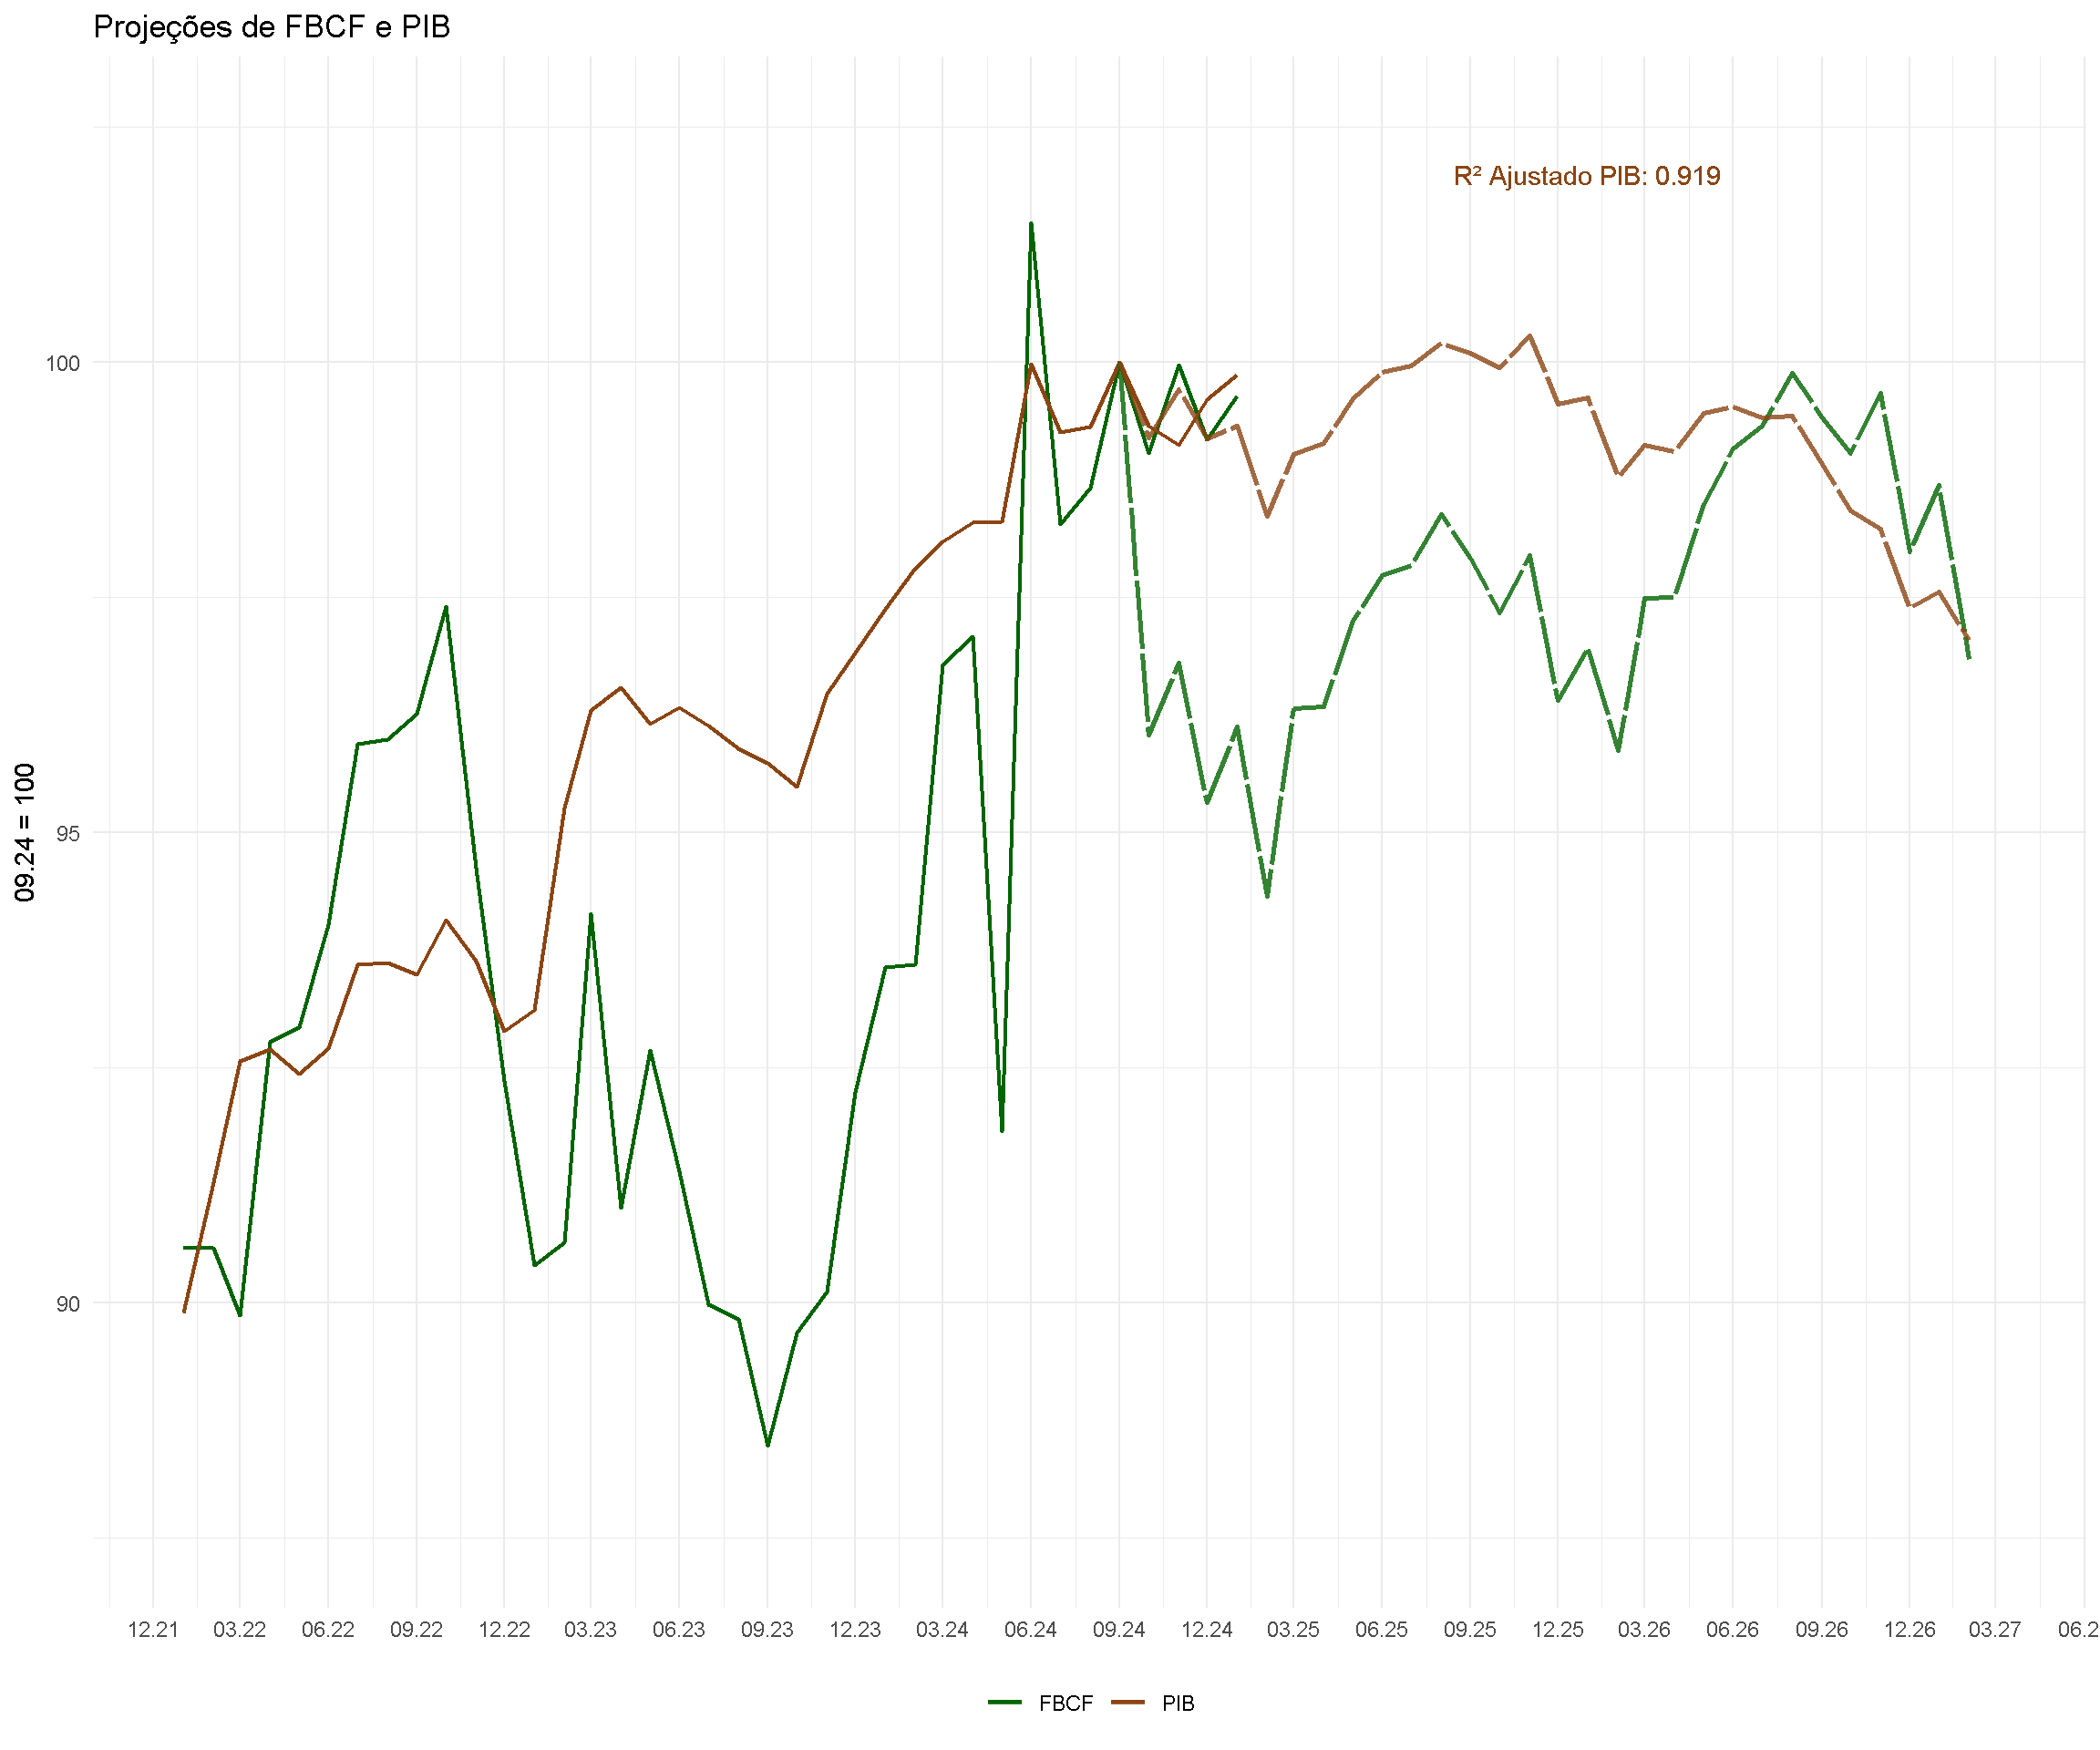 Projeções de FBCF e PIB
R² Ajustado PIB: 0.919
09.24 = 100
100
95
90
12.21 03.22 06.22 09.22 12.22 03.23 06.23 09.23 12.23 03.24 06.24 09.24 12.24 03.25 06.25 09.25 12.25 03.26 06.26 09.26 12.26 03.27 06.2
FBCF PIB